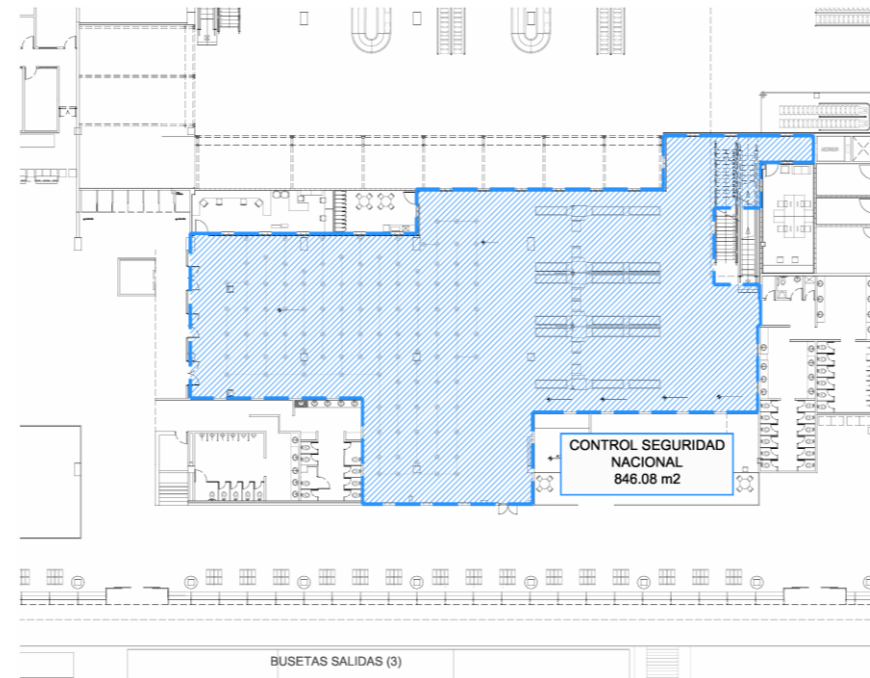 CONTROL SEGURIDAD
NACIONAL
846.08 m2
BUSETAS SALIDAS (3)